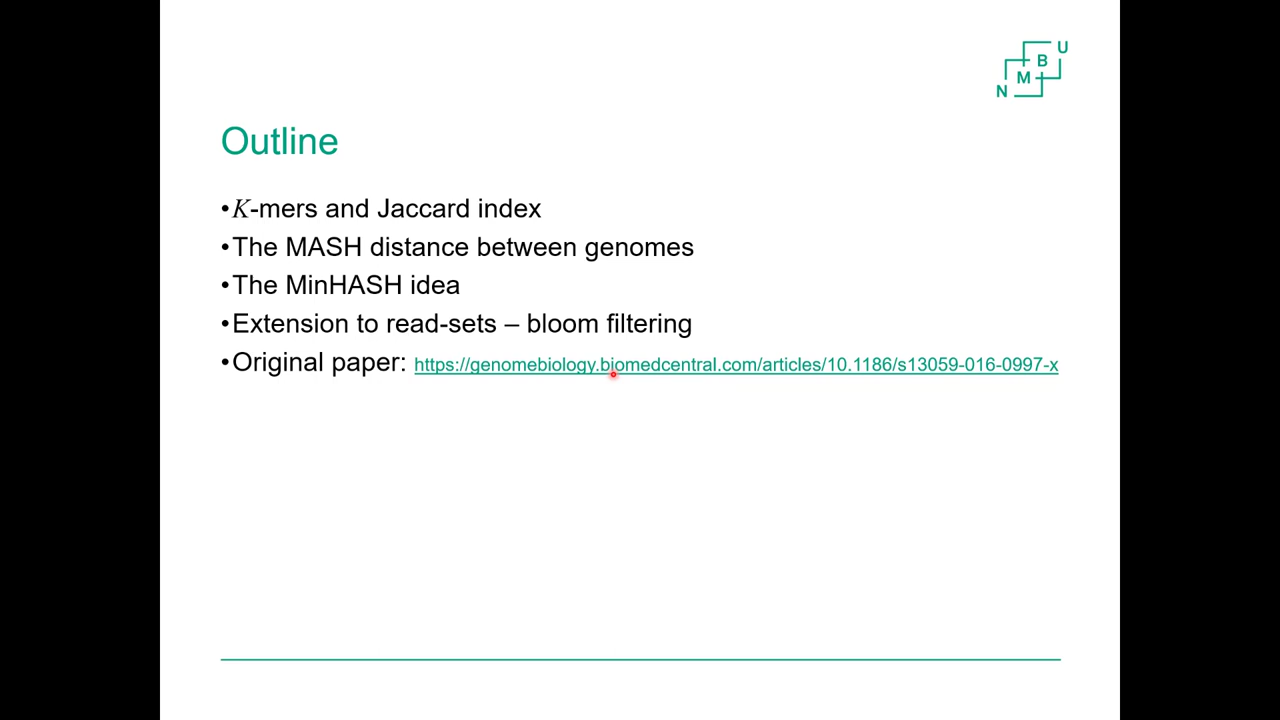 N M B U
Outline
•K-mers and Jaccard index
•The MASH distance between genomes
•The MinHASH idea
•Extension to read-sets – bloom filtering
•Original paper: https://genomebiology.biomedcentral.com/articles/10.1186/s13059-016-0997-x